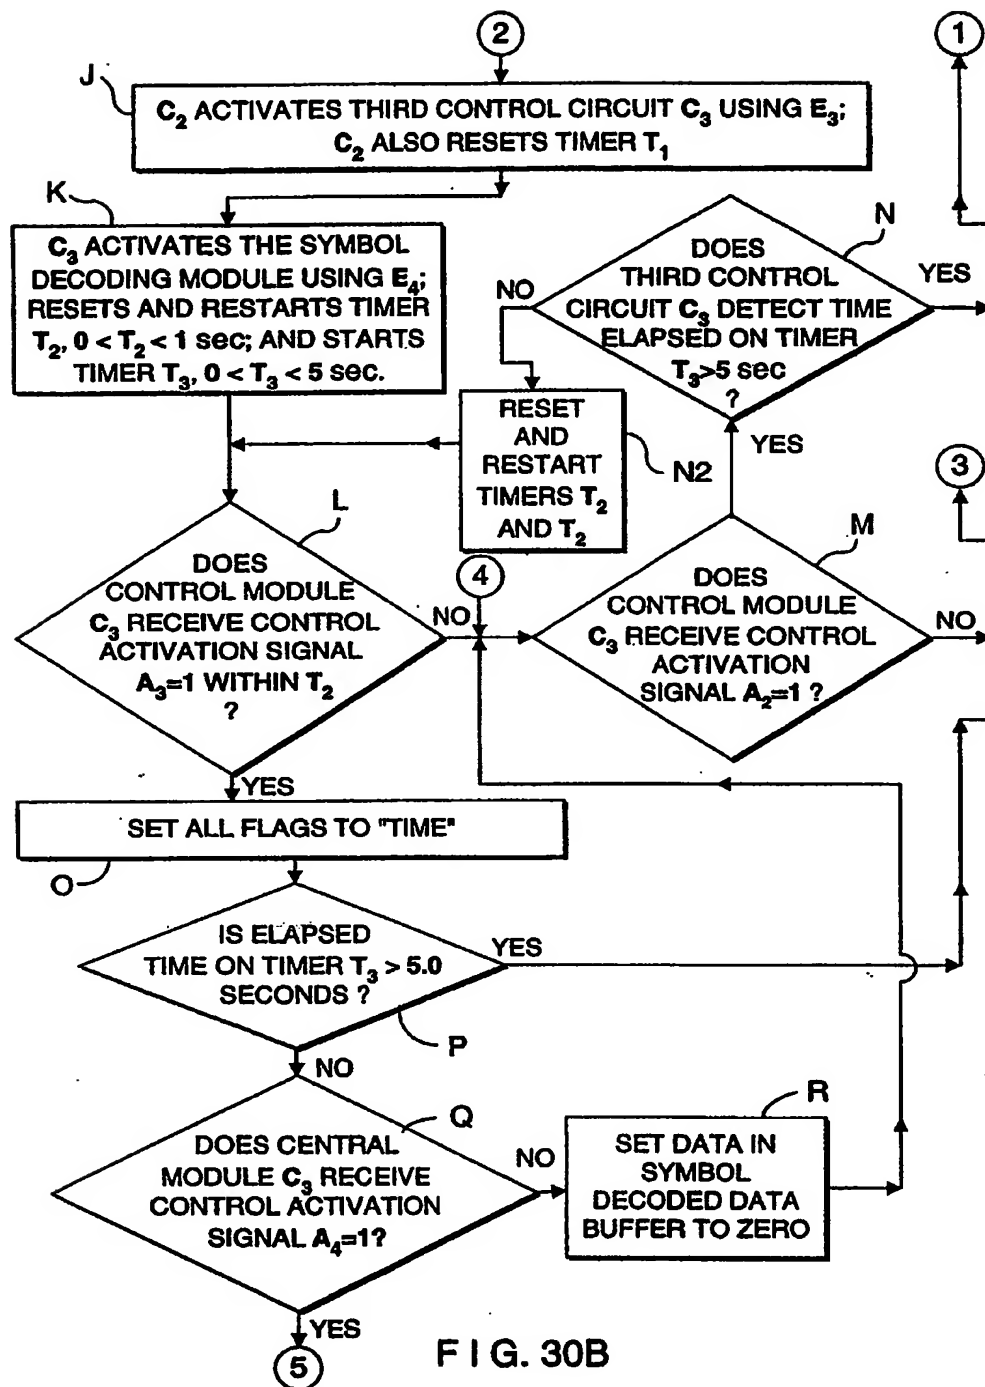 2
1
J
C2 ACTIVATES THIRD CONTROL CIRCUIT C3 USING E3;
C2 ALSO RESETS TIMER T1
K
C3 ACTIVATES THE SYMBOL
DECODING MODULE USING E4;
RESETS AND RESTARTS TIMER
T2, 0 < T2 < 1 sec; AND STARTS
TIMER T3, 0 < T3 < 5 sec.
N
DOES
THIRD CONTROL
CIRCUIT C3 DETECT TIME
ELAPSED ON TIMER
T3>5 sec
?
NO
YES
RESET
AND
RESTART
TIMERS T2
AND T2
N2
YES
3
L
DOES
CONTROL MODULE
C3 RECEIVE CONTROL
ACTIVATION SIGNAL
A3=1 WITHIN T2
?
NO
4
M
DOES
CONTROL MODULE
C3 RECEIVE CONTROL
ACTIVATION
SIGNAL A2=1 ?
NO
YES
SET ALL FLAGS TO "TIME"
O
IS ELAPSED
TIME ON TIMER T3 > 5.0
SECONDS ?
YES
P
NO
Q
DOES CENTRAL
MODULE C3 RECEIVE
CONTROL ACTIVATION
SIGNAL A4=1?
NO
R
SET DATA IN
SYMBOL
DECODED DATA
BUFFER TO ZERO
YES
5
F I G. 30B